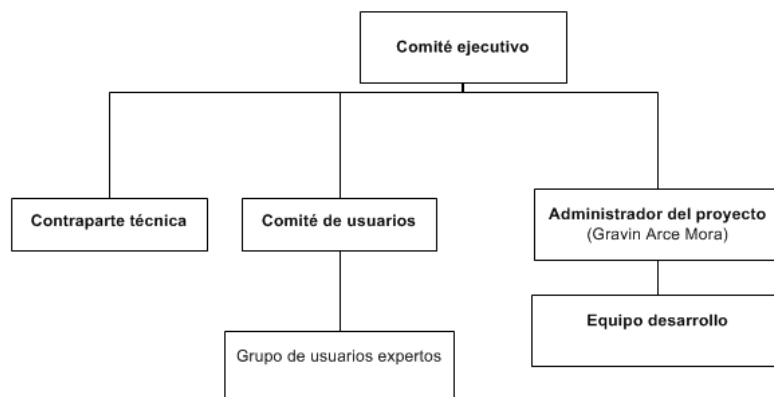 Comité ejecutivo
Contraparte técnica
Comité de usuarios
Administrador del proyecto
(Gravin Arce Mora)
Grupo de usuarios expertos
Equipo desarrollo